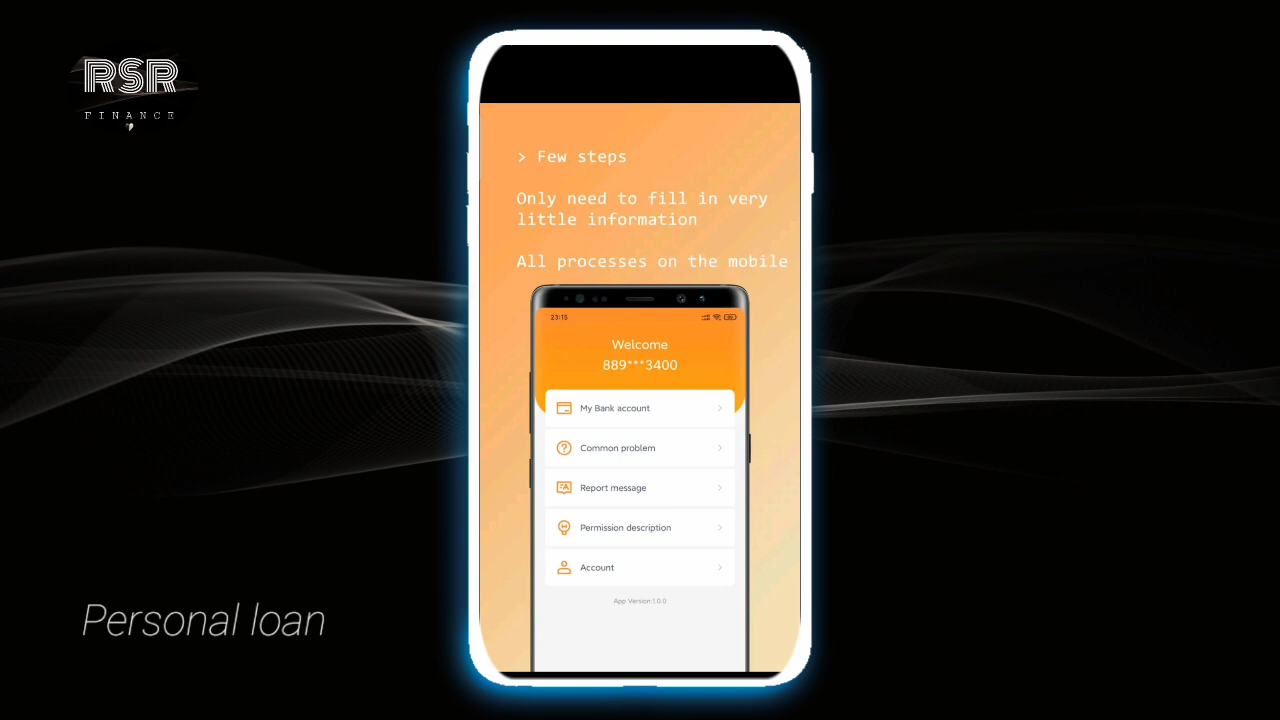 RSR
FINANCE
> Few steps
Only need to fill in very
little information
All processes on the mobile
23:15
Welcome
889***3400
My Bank account
Common problem
Report message
Permission description
Account
App Version:1.0.0
Personal loan